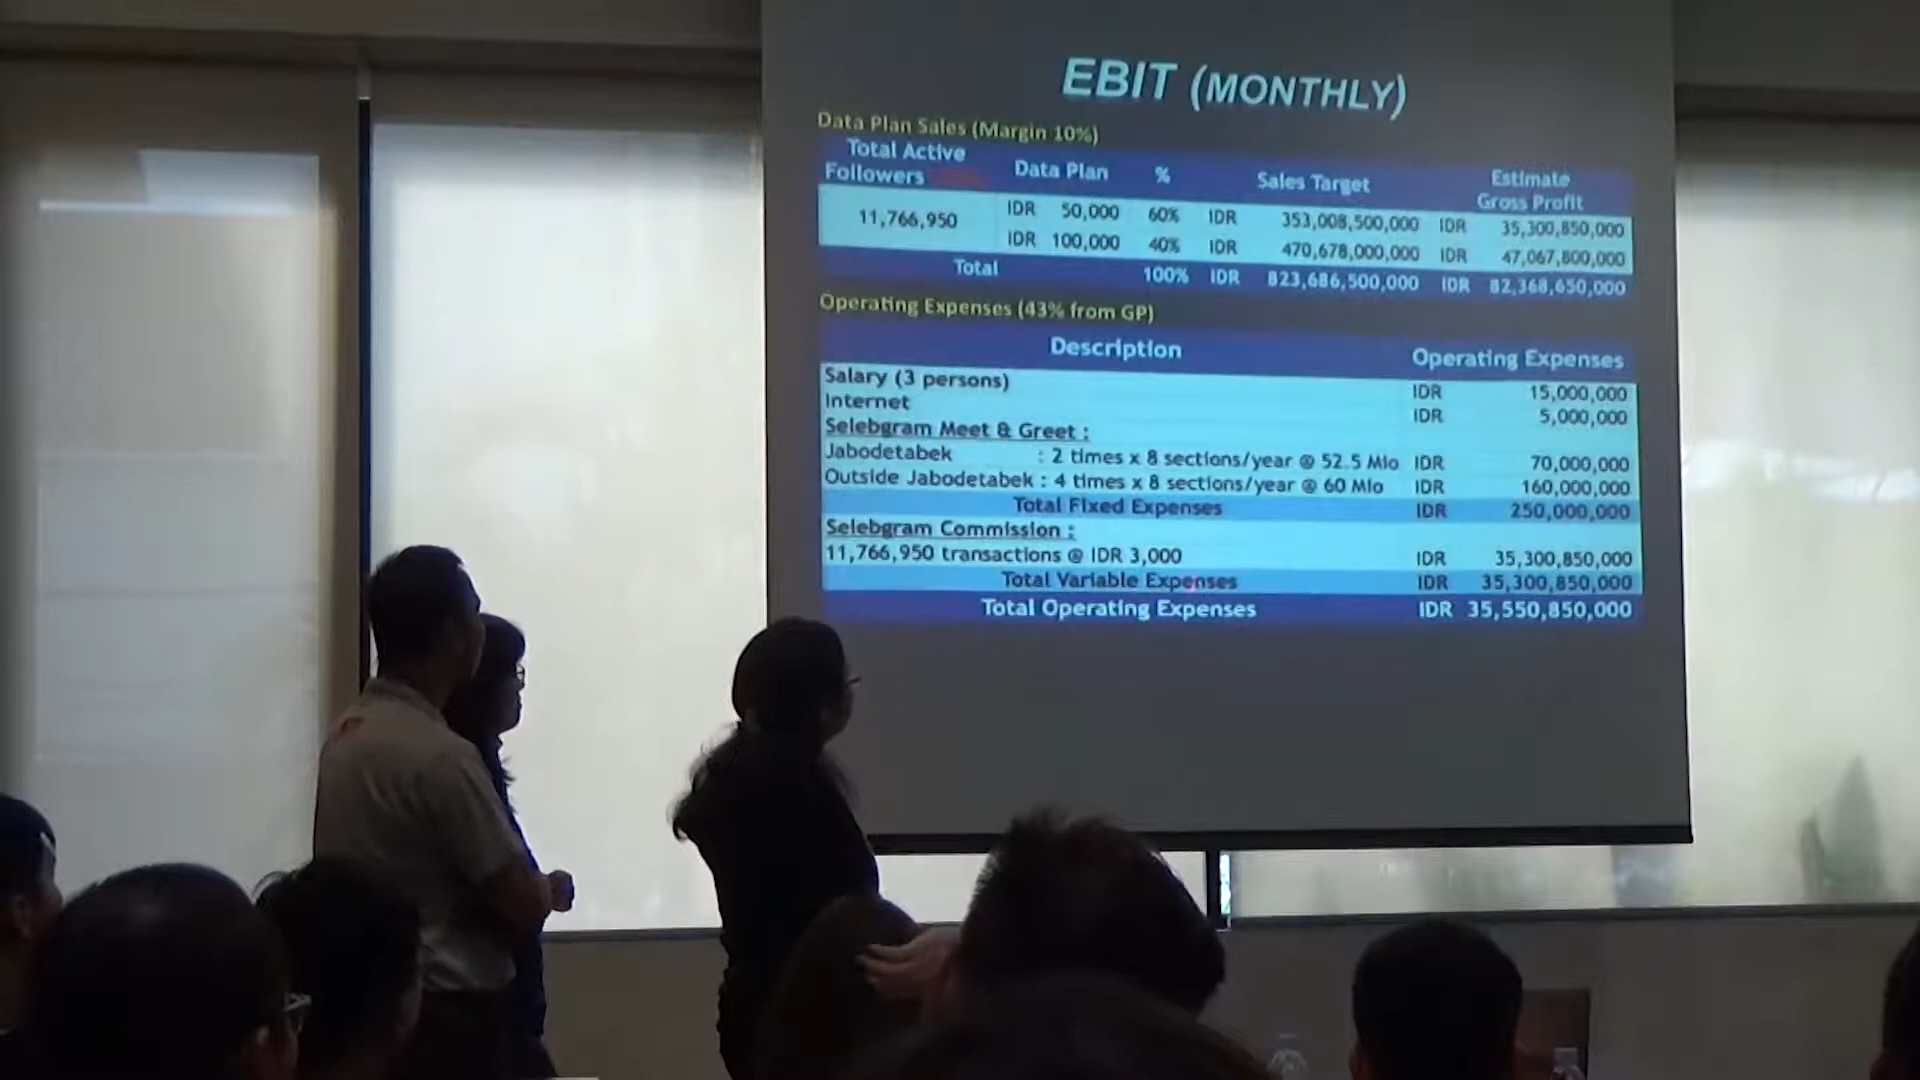 EBIT (MONTHLY)
Data Plan Sales (Margin 10%)
Total Active Followers Data Plan % Sales Target Estimate Gross Profit
11,766,950 IDR 50,000 60% IDR 353,008,500,000 IDR 35,300,850,000
IDR 100,000 40% IDR 470,678,000,000 IDR 47,067,800,000
Total 100% IDR 823,686,500,000 IDR 82,368,650,000
Operating Expenses (43% from GP)
Description Operating Expenses
Salary (3 persons) IDR 15,000,000
Internet IDR 5,000,000
Selebgram Meet & Greet :
Jabodetabek : 2 times x 8 sections/year @ 52.5 Mio IDR 70,000,000
Outside Jabodetabek : 4 times x 8 sections/year @ 60 Mio IDR 160,000,000
Total Fixed Expenses IDR 250,000,000
Selebgram Commission :
11,766,950 transactions @ IDR 3,000 IDR 35,300,850,000
Total Variable Expenses IDR 35,300,850,000
Total Operating Expenses IDR 35,550,850,000